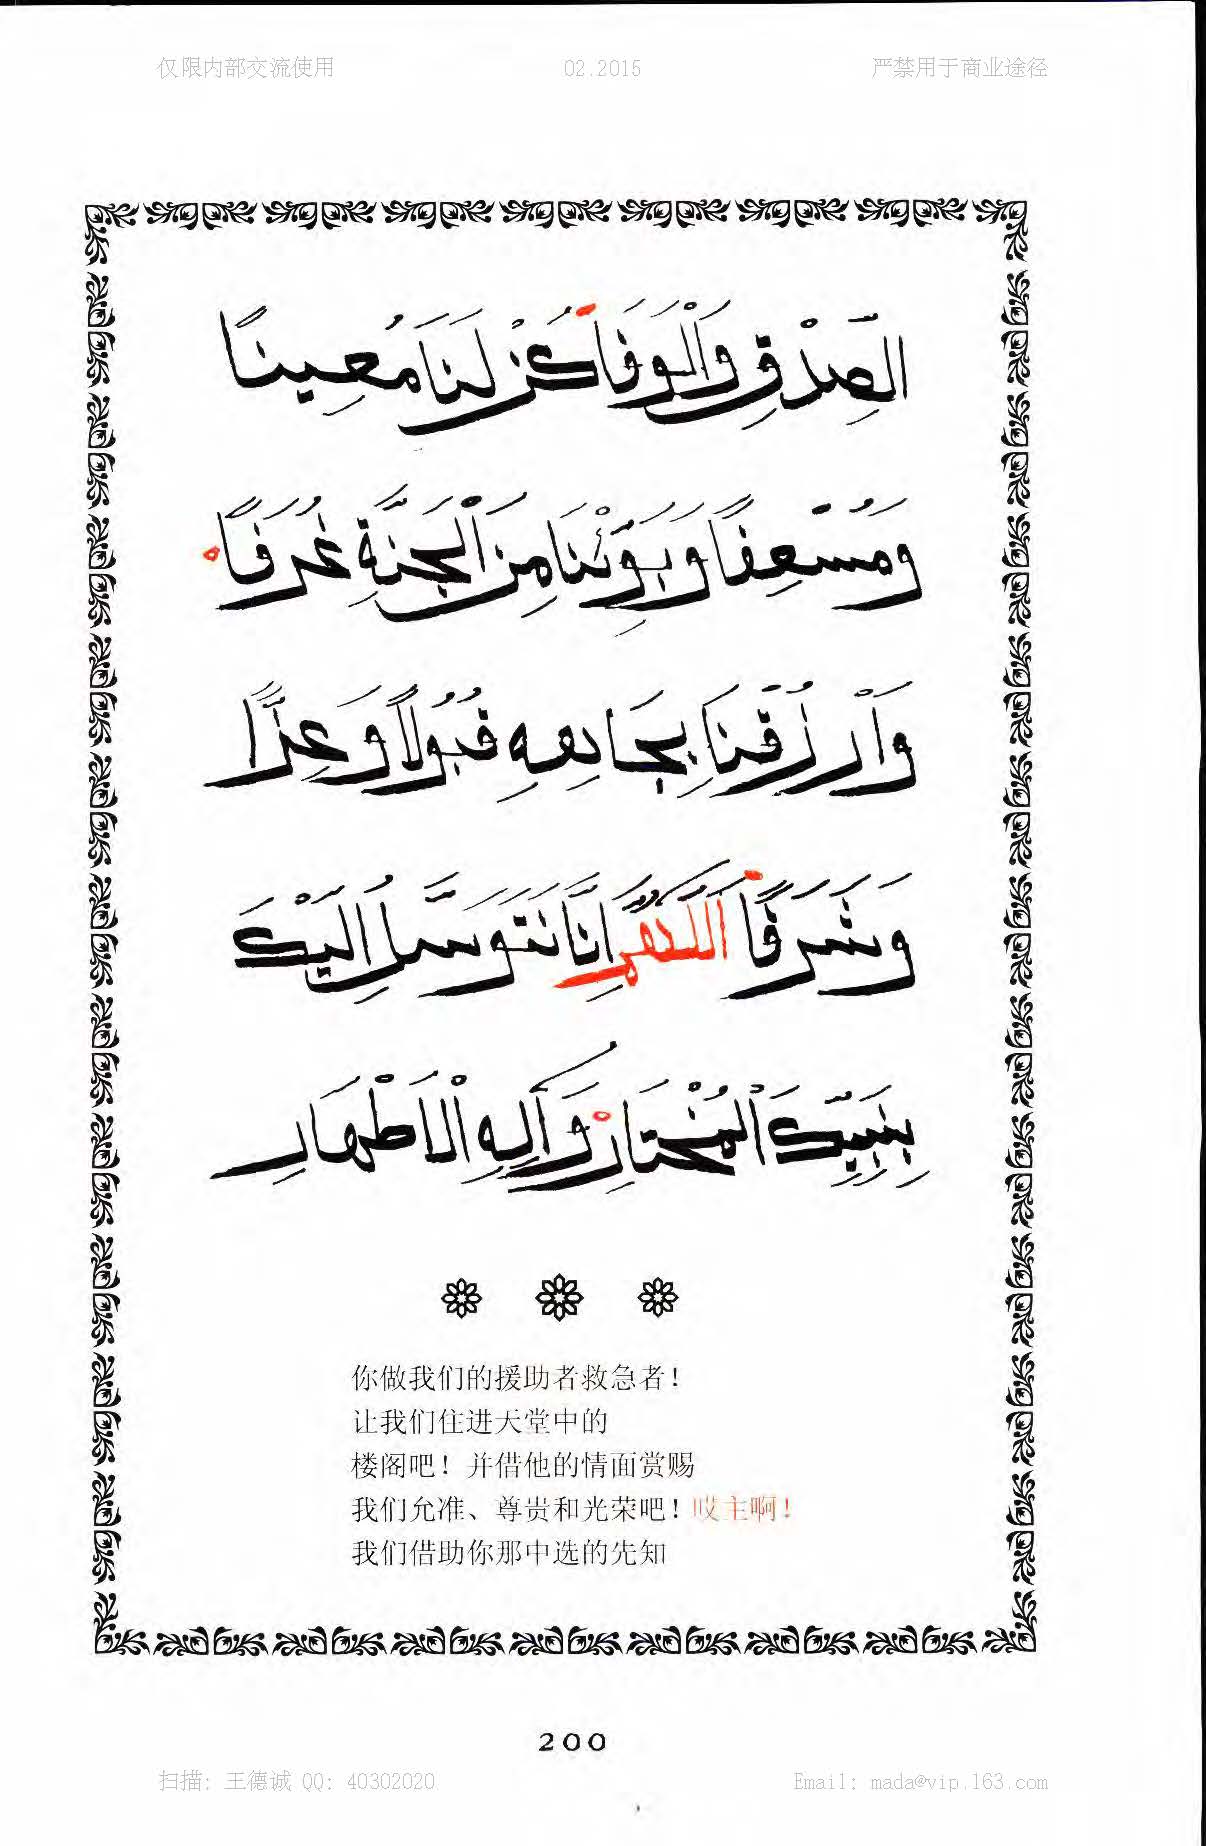 仅限内部交流使用 02.2015 严禁用于商业途径
الصِّدْقِ وَالْوَفَا كُنْ لَنَا مُعِينًا
وَمُسْعِفًا وَبَوِّئْنَا مِنَ الْجَنَّةِ غُرَفًا
وَارْزُقْنَا بِجَاهِهِ قَبُولًا وَعِزًّا
وَشَرَفًا اَللّٰهُمَّ اِنَّا نَتَوَسَّلُ اِلَيْكَ
بِنَبِيِّكَ الْمُخْتَارِ وَآلِهِ الْاَطْهَارِ
你做我们的援助者救急者！
让我们住进天堂中的
楼阁吧！并借他的情面赏赐
我们允准、尊贵和光荣吧！哎主啊！
我们借助你那中选的先知
200
扫描: 王德诚 QQ: 40302020 Email: mada@vip.163.com